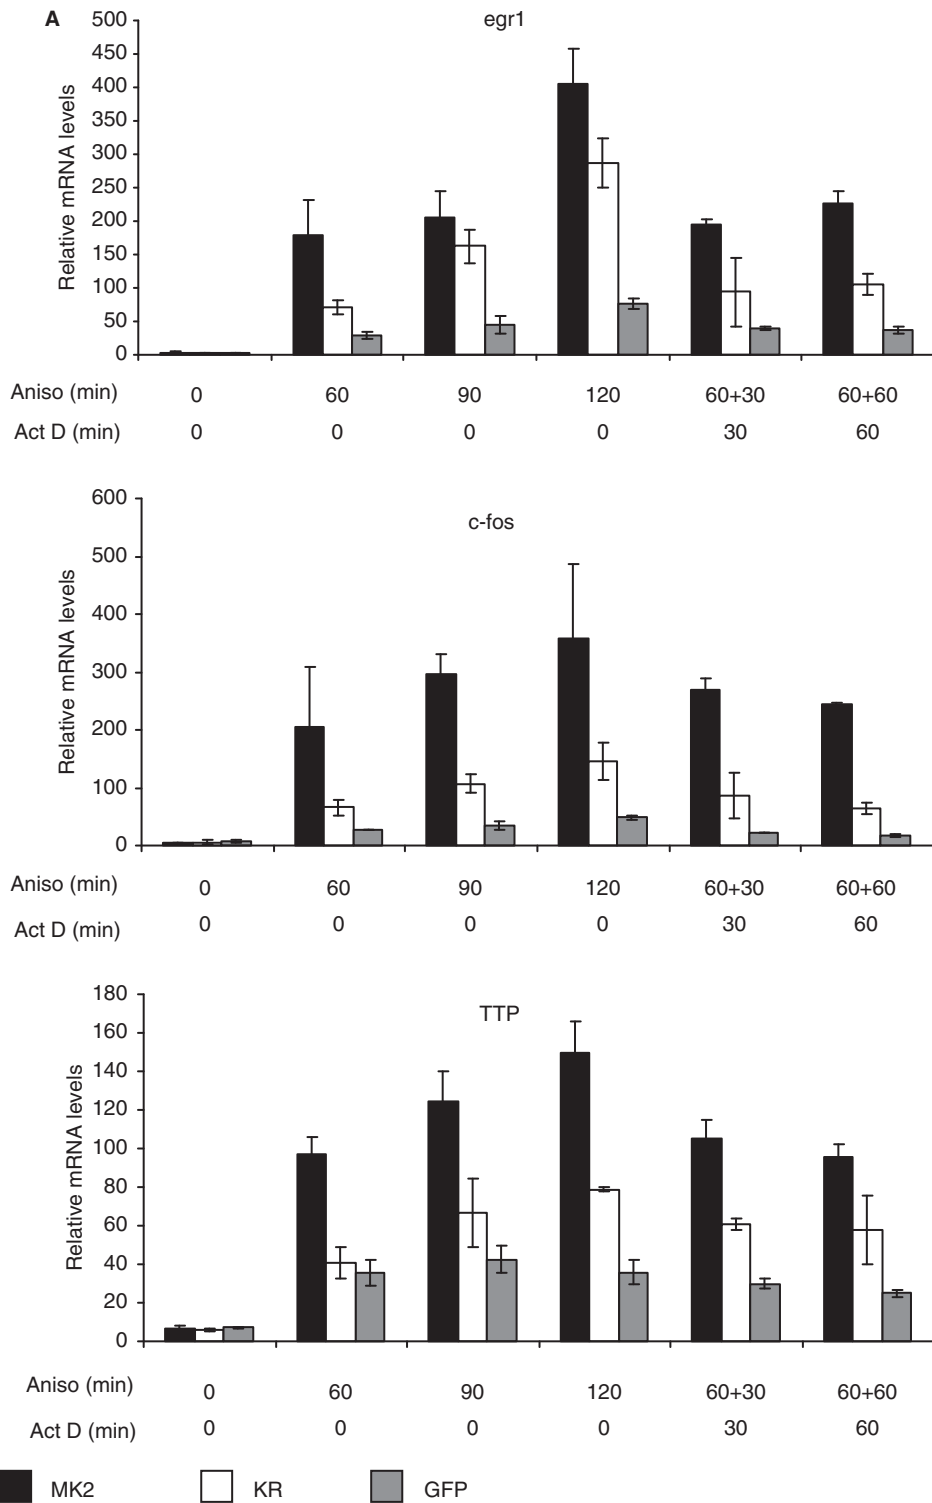 A
egr1
Relative mRNA levels
500
450
400
350
300
250
200
150
100
50
0
Aniso (min) 0 60 90 120 60+30 60+60
Act D (min) 0 0 0 0 30 60
c-fos
Relative mRNA levels
600
500
400
300
200
100
0
Aniso (min) 0 60 90 120 60+30 60+60
Act D (min) 0 0 0 0 30 60
TTP
Relative mRNA levels
180
160
140
120
100
80
60
40
20
0
Aniso (min) 0 60 90 120 60+30 60+60
Act D (min) 0 0 0 0 30 60
MK2 KR GFP